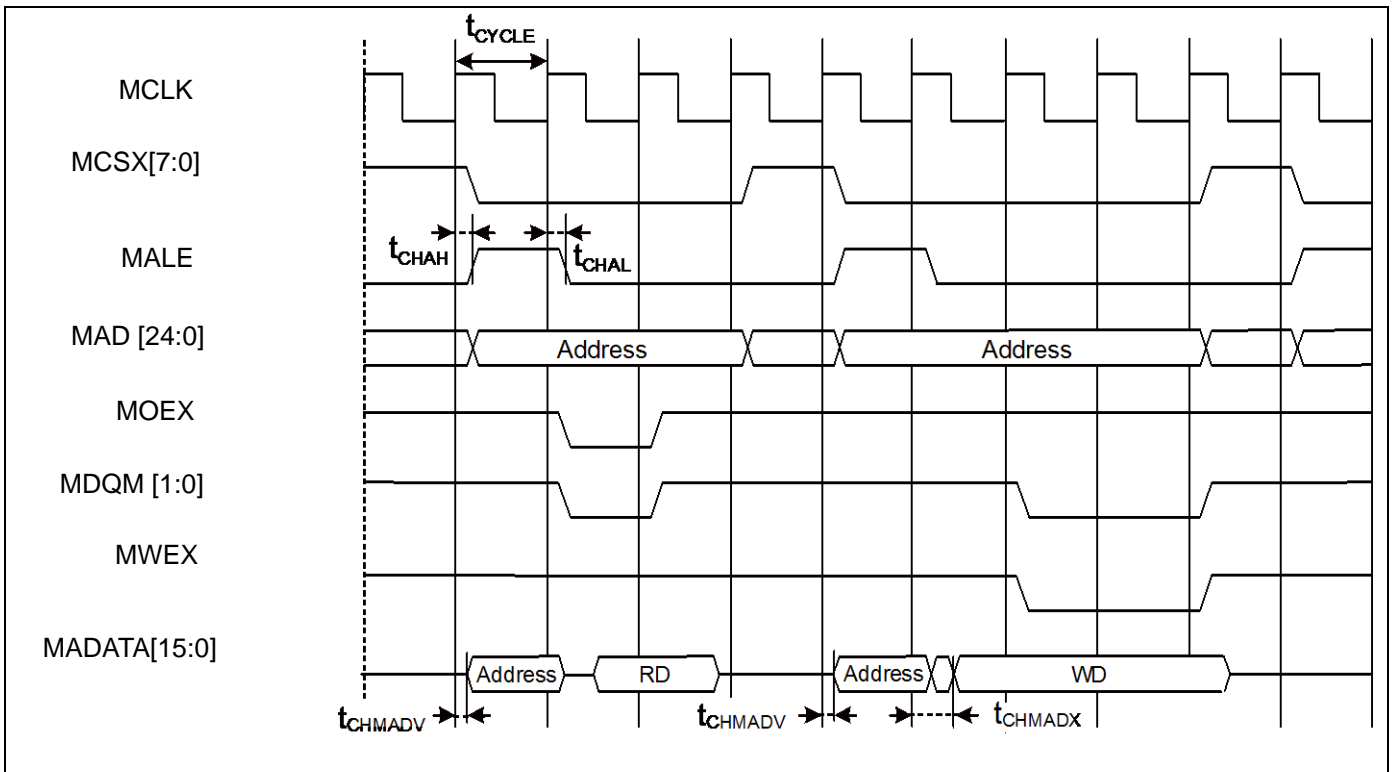 tCYCLE
MCLK
MCSX[7:0]
MALE
tCHAH
tCHAL
MAD [24:0]
Address
Address
MOEX
MDQM [1:0]
MWEX
MADATA[15:0]
Address
RD
Address
WD
tCHMADV
tCHMADV
tCHMADX